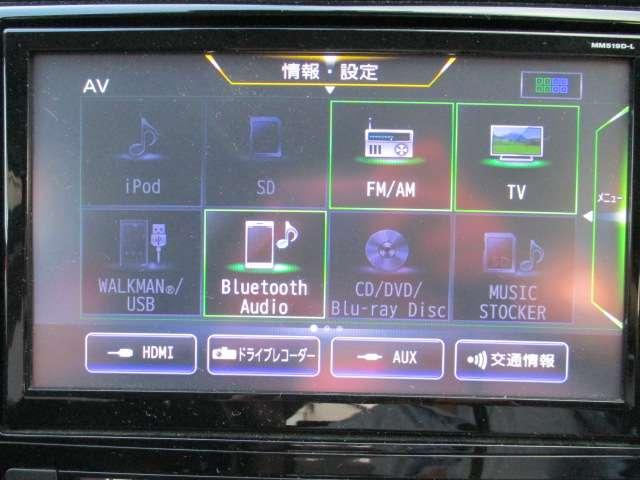 MM519D-L
情報・設定
AV
iPod
SD
FM/AM
TV
メニュー
WALKMAN®/
USB
Bluetooth
Audio
CD/DVD/
Blu-ray Disc
MUSIC
STOCKER
HDMI
ドライブレコーダー
AUX
交通情報